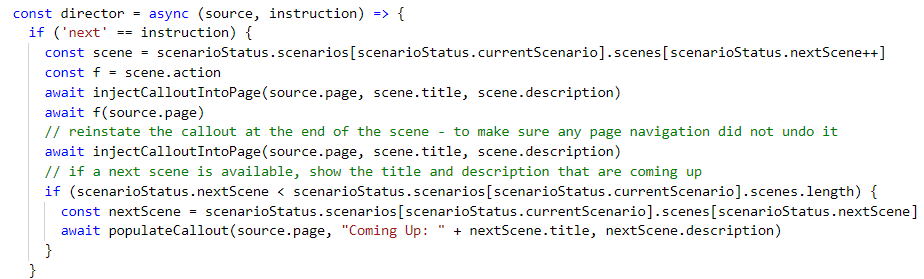 const director = async (source, instruction) => {
if ('next' == instruction) {
const scene = scenarioStatus.scenarios[scenarioStatus.currentScenario].scenes[scenarioStatus.nextScene++]
const f = scene.action
await injectCalloutIntoPage(source.page, scene.title, scene.description)
await f(source.page)
// reinstate the callout at the end of the scene - to make sure any page navigation did not undo it
await injectCalloutIntoPage(source.page, scene.title, scene.description)
// if a next scene is available, show the title and description that are coming up
if (scenarioStatus.nextScene < scenarioStatus.scenarios[scenarioStatus.currentScenario].scenes.length) {
const nextScene = scenarioStatus.scenarios[scenarioStatus.currentScenario].scenes[scenarioStatus.nextScene]
await populateCallout(source.page, "Coming Up: " + nextScene.title, nextScene.description)
}
}